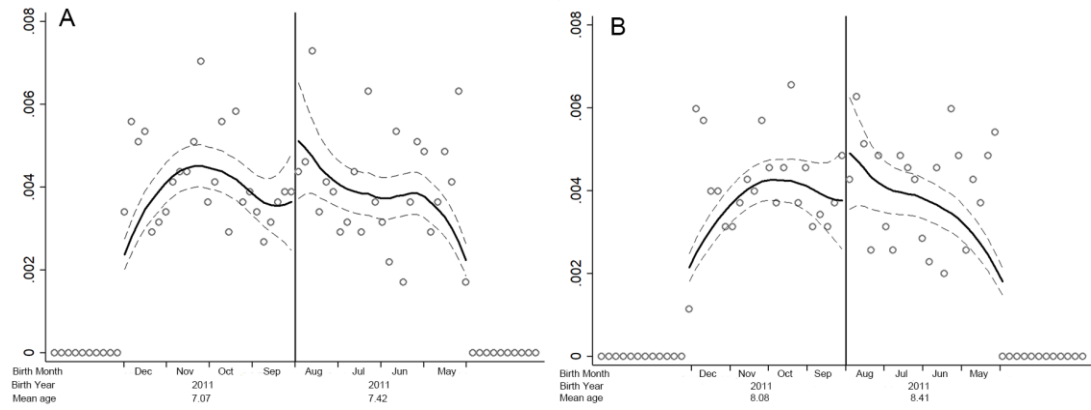 A
.008
.006
.004
.002
0
Birth Month Dec Nov Oct Sep Aug Jul Jun May
Birth Year 2011 2011
Mean age 7.07 7.42
B
.008
.006
.004
.002
0
Birth Month Dec Nov Oct Sep Aug Jul Jun May
Birth Year 2011 2011
Mean age 8.08 8.41